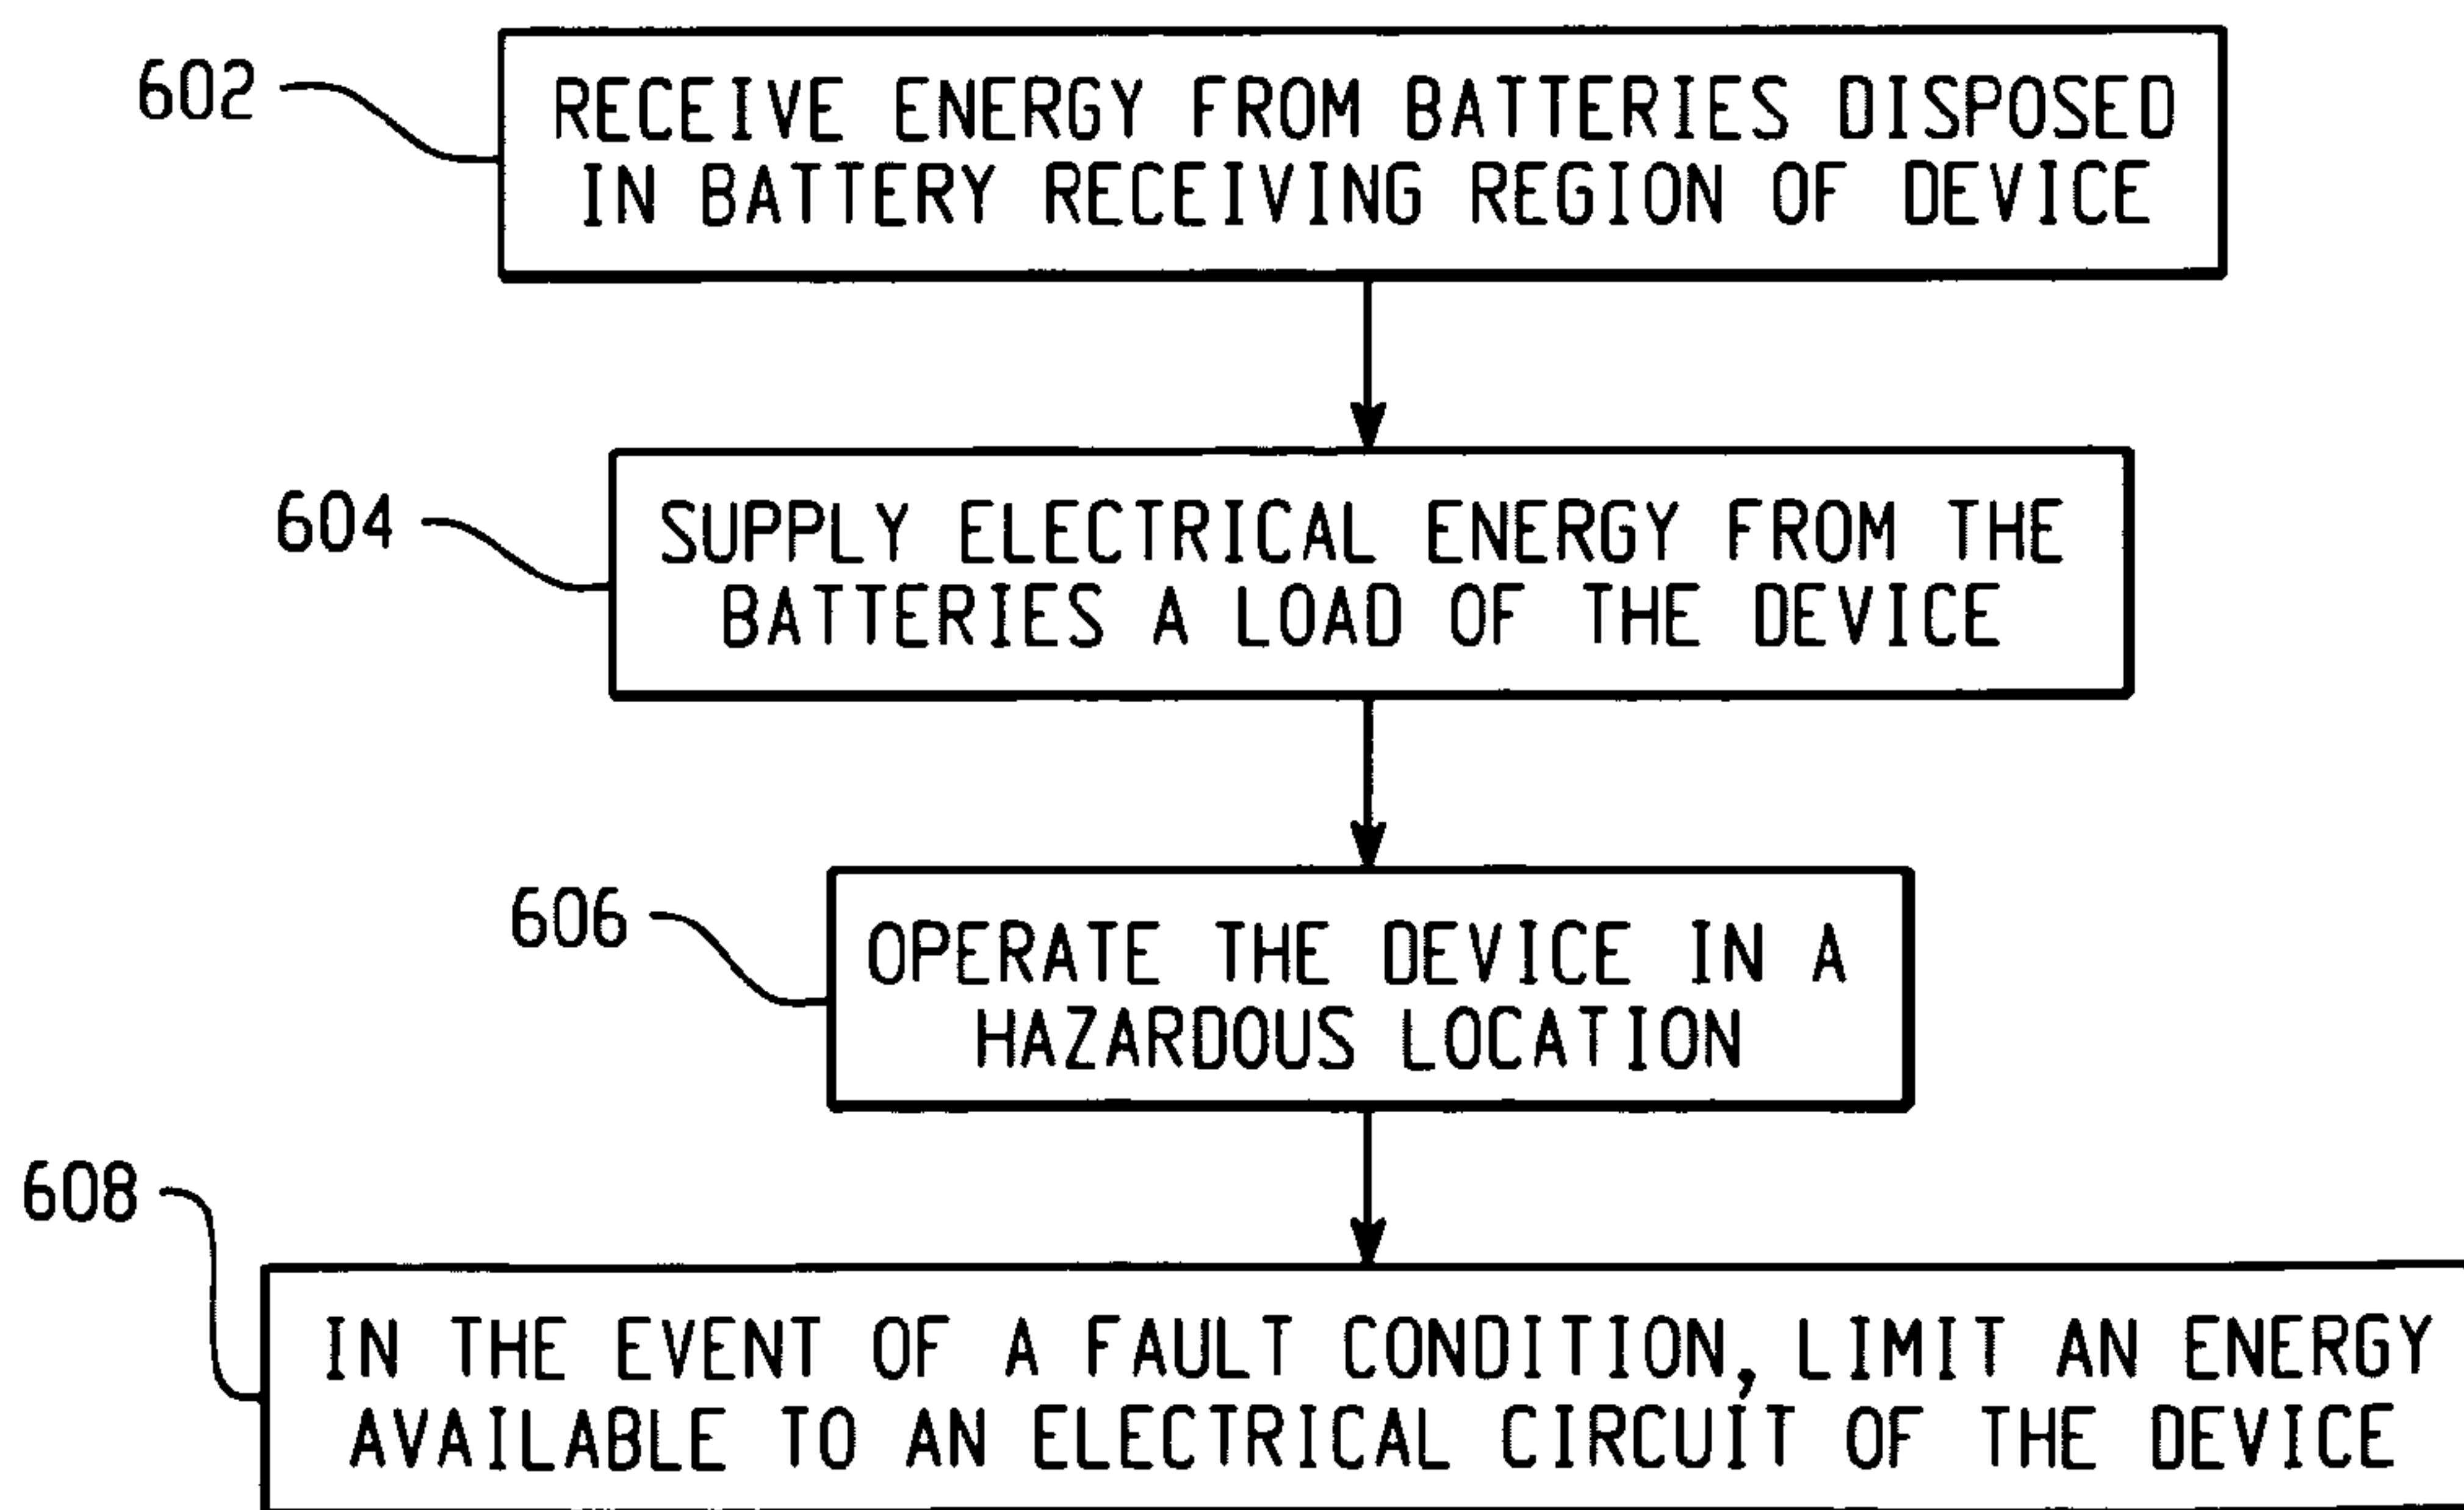 602
RECEIVE ENERGY FROM BATTERIES DISPOSED
IN BATTERY RECEIVING REGION OF DEVICE
604
SUPPLY ELECTRICAL ENERGY FROM THE
BATTERIES A LOAD OF THE DEVICE
606
OPERATE THE DEVICE IN A
HAZARDOUS LOCATION
608
IN THE EVENT OF A FAULT CONDITION, LIMIT AN ENERGY
AVAILABLE TO AN ELECTRICAL CIRCUIT OF THE DEVICE